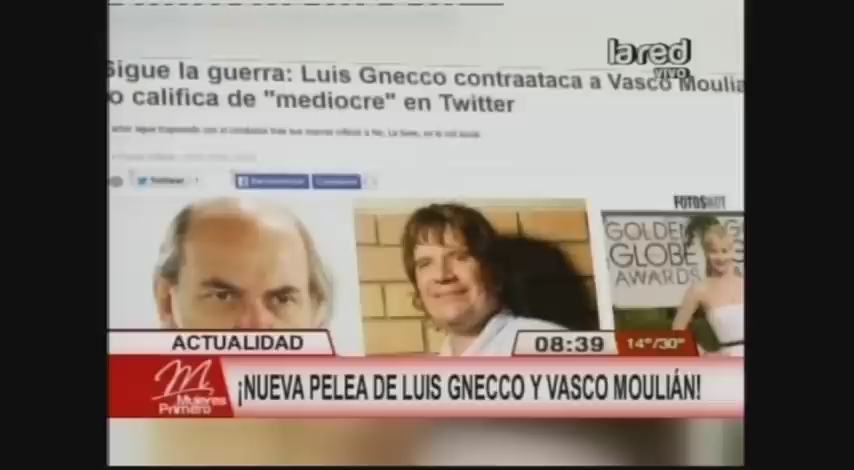 la red
VIVO
Sigue la guerra: Luis Gnecco contraataca a Vasco Moulia
o califica de "mediocre" en Twitter
FOTOS
GOLDEN
GLOBE
AWARDS
ACTUALIDAD
08:39
14°/30°
M
Mujeres
Primero
¡NUEVA PELEA DE LUIS GNECCO Y VASCO MOULIÁN!